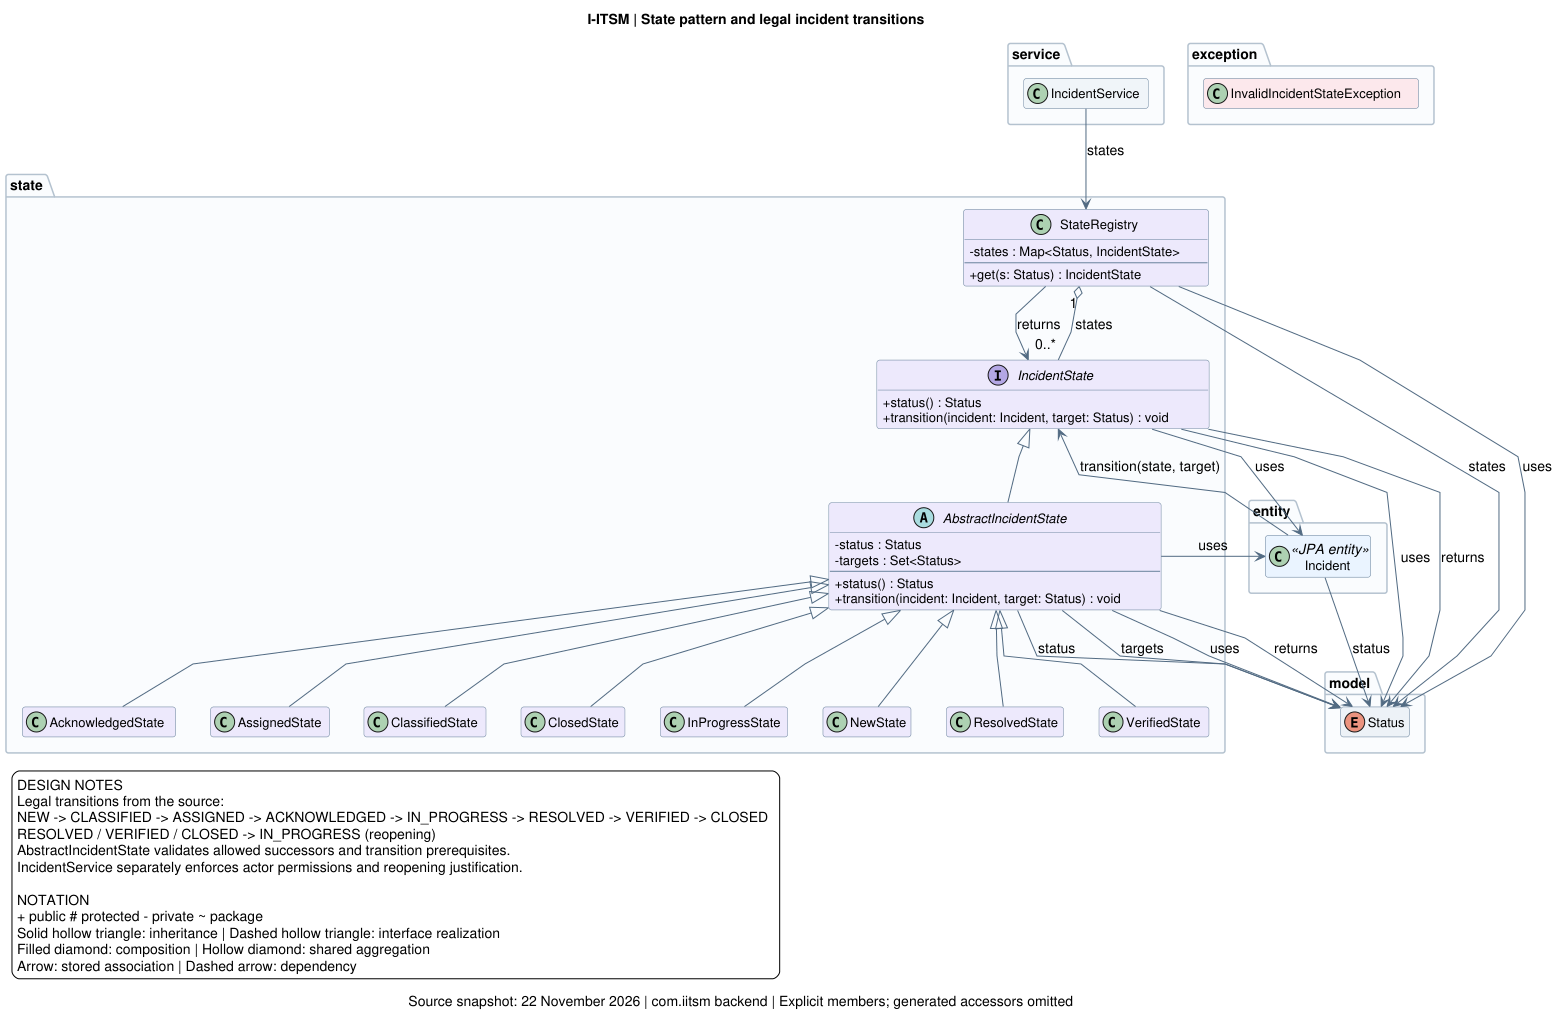 I-ITSM | State pattern and legal incident transitions
service
exception
C IncidentService
C InvalidIncidentStateException
states
state
C StateRegistry
-states : Map<Status, IncidentState>
+get(s: Status) : IncidentState
1
returns
states
0..*
I IncidentState
+status() : Status
+transition(incident: Incident, target: Status) : void
transition(state, target)
uses
states
uses
entity
A AbstractIncidentState
-status : Status
-targets : Set<Status>
+status() : Status
+transition(incident: Incident, target: Status) : void
uses
C «JPA entity»
Incident
uses
returns
status
targets
uses
returns
status
model
C AcknowledgedState
C AssignedState
C ClassifiedState
C ClosedState
C InProgressState
C NewState
C ResolvedState
C VerifiedState
E Status
DESIGN NOTES
Legal transitions from the source:
NEW -> CLASSIFIED -> ASSIGNED -> ACKNOWLEDGED -> IN_PROGRESS -> RESOLVED -> VERIFIED -> CLOSED
RESOLVED / VERIFIED / CLOSED -> IN_PROGRESS (reopening)
AbstractIncidentState validates allowed successors and transition prerequisites.
IncidentService separately enforces actor permissions and reopening justification.
NOTATION
+ public # protected - private ~ package
Solid hollow triangle: inheritance | Dashed hollow triangle: interface realization
Filled diamond: composition | Hollow diamond: shared aggregation
Arrow: stored association | Dashed arrow: dependency
Source snapshot: 22 November 2026 | com.iitsm backend | Explicit members; generated accessors omitted